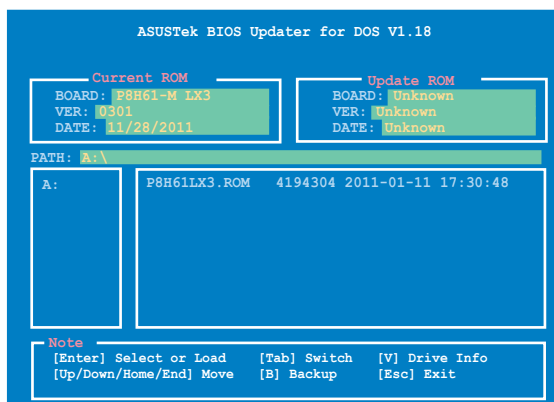 ASUSTek BIOS Updater for DOS V1.18
Current ROM
BOARD: P8H61-M LX3
VER: 0301
DATE: 11/28/2011
Update ROM
BOARD: Unknown
VER: Unknown
DATE: Unknown
PATH: A:\
A:
P8H61LX3.ROM 4194304 2011-01-11 17:30:48
Note
[Enter] Select or Load [Tab] Switch [V] Drive Info
[Up/Down/Home/End] Move [B] Backup [Esc] Exit